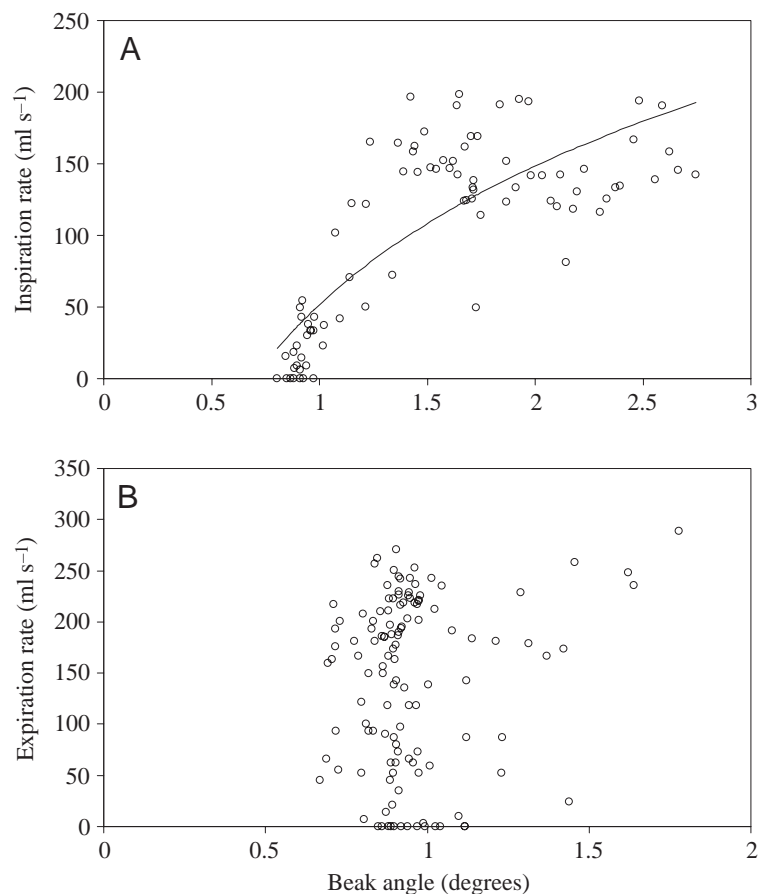 A
Inspiration rate (ml s⁻¹)
250
200
150
100
50
0
0 0.5 1 1.5 2 2.5 3
B
Expiration rate (ml s⁻¹)
350
300
250
200
150
100
50
0
0 0.5 1 1.5 2
Beak angle (degrees)